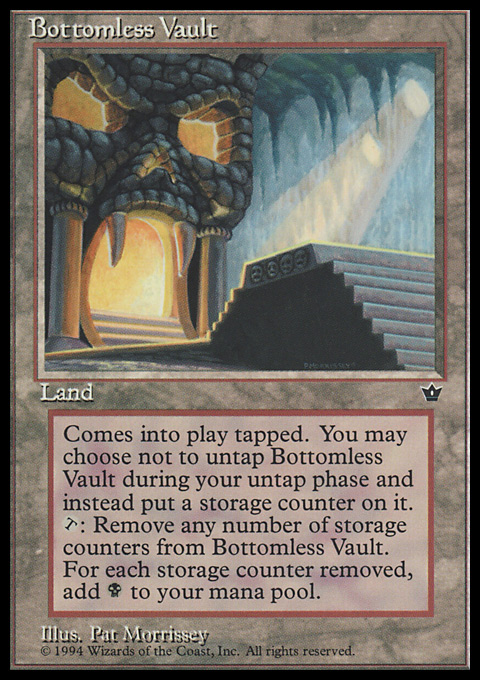 Bottomless Vault
Land
Comes into play tapped. You may
choose not to untap Bottomless
Vault during your untap phase and
instead put a storage counter on it.
: Remove any number of storage
counters from Bottomless Vault.
For each storage counter removed,
add to your mana pool.
Illus. Pat Morrissey
© 1994 Wizards of the Coast, Inc. All rights reserved.